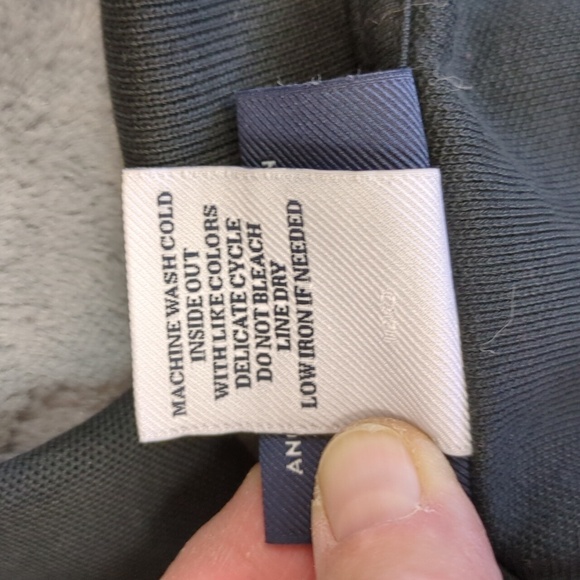 MACHINE WASH COLD
INSIDE OUT
WITH LIKE COLORS
DELICATE CYCLE
DO NOT BLEACH
LINE DRY
LOW IRON IF NEEDED